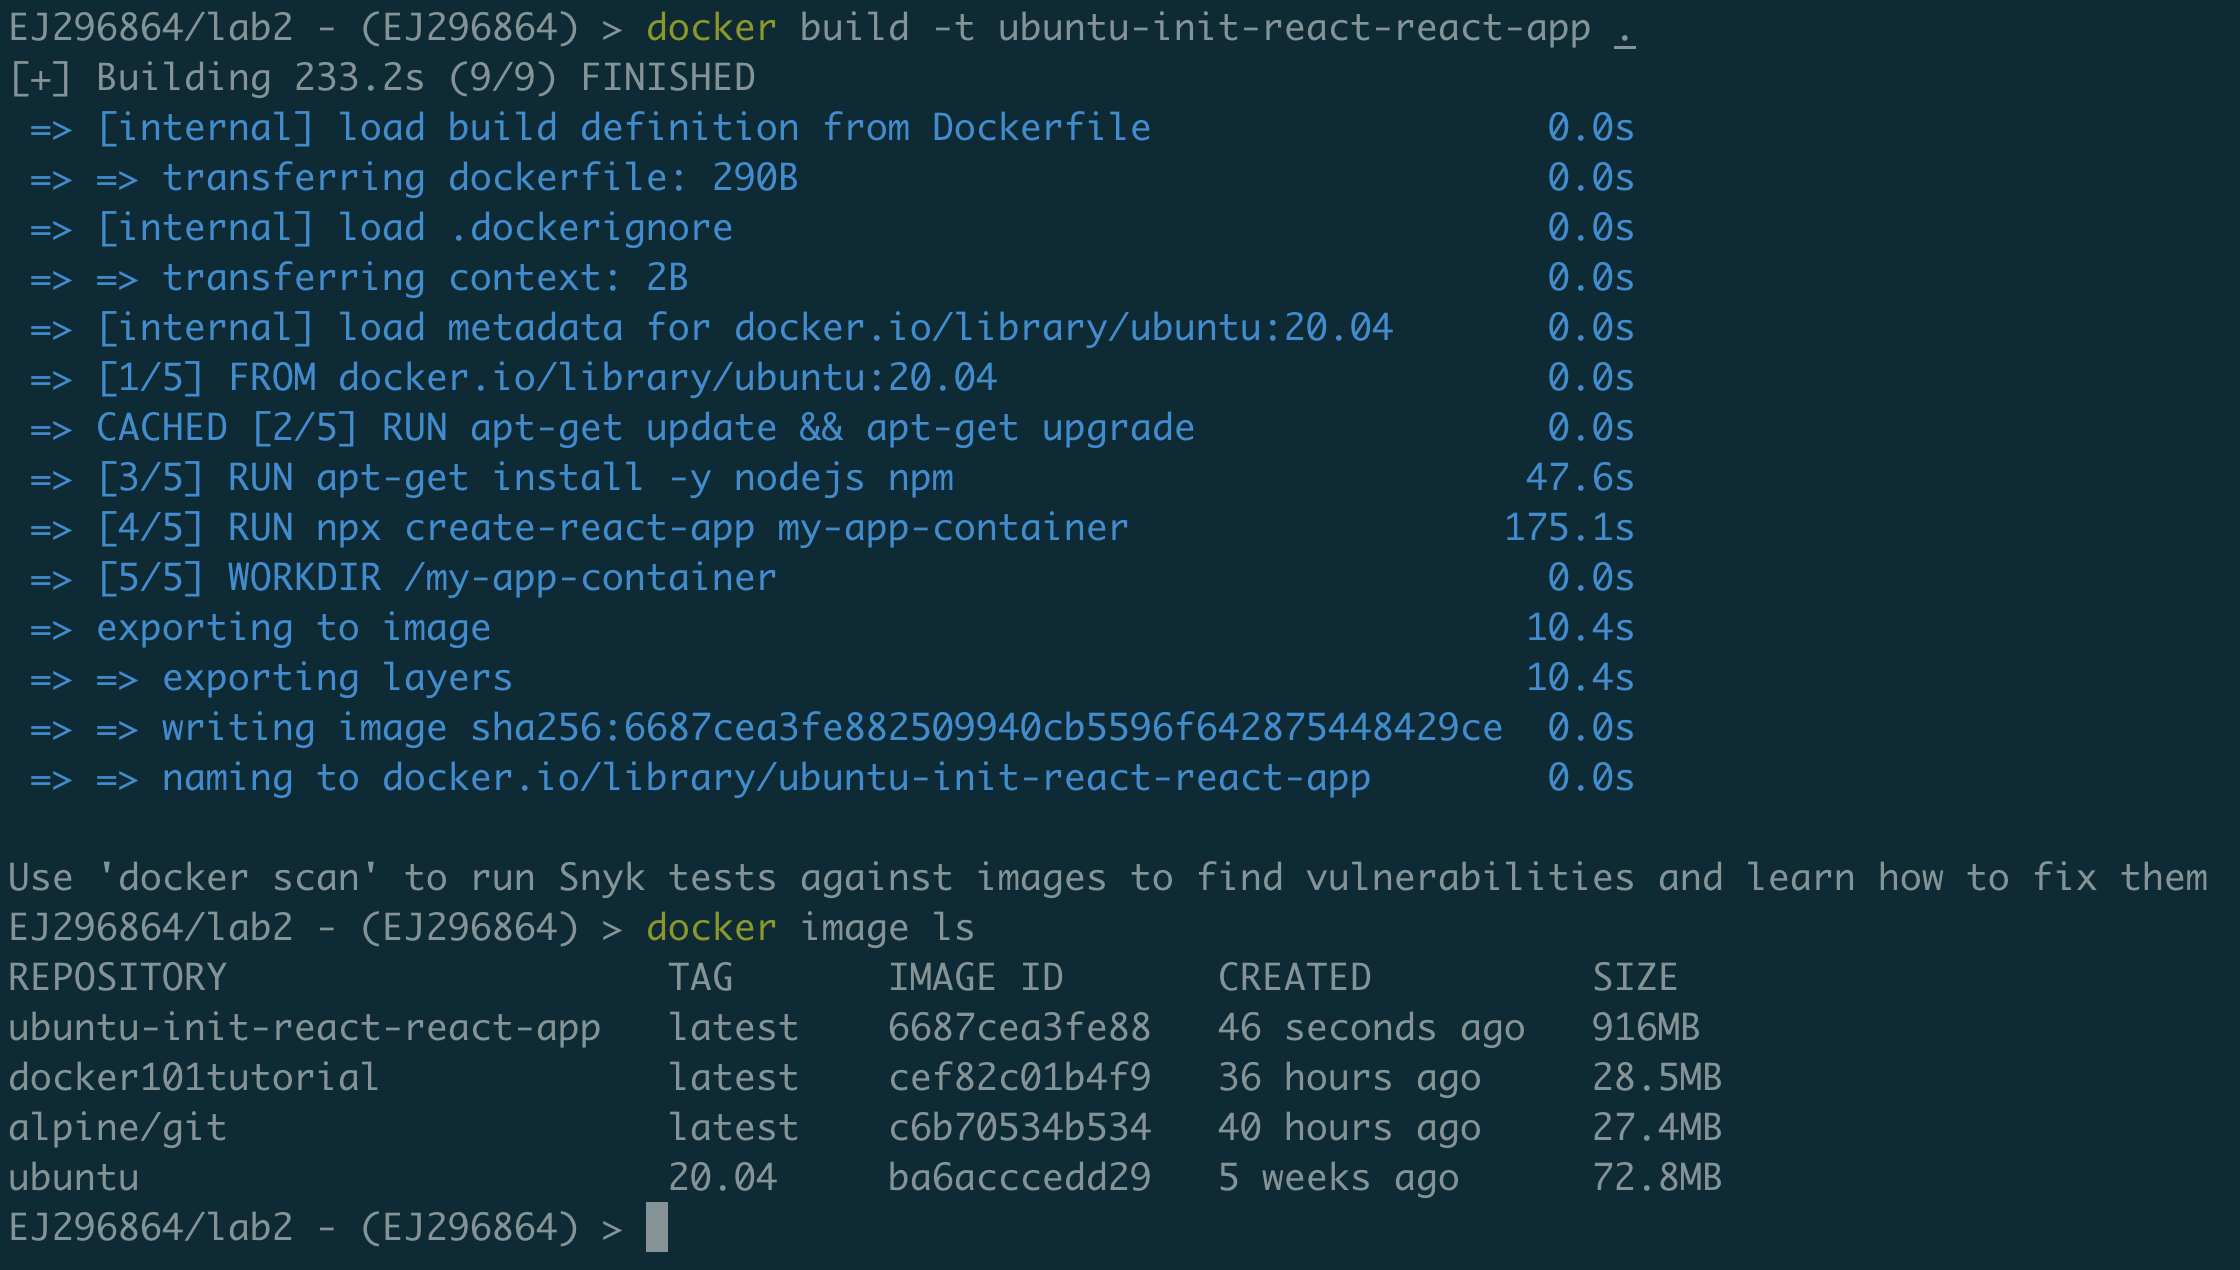 EJ296864/lab2 - (EJ296864) > docker build -t ubuntu-init-react-react-app .
[+] Building 233.2s (9/9) FINISHED
=> [internal] load build definition from Dockerfile 0.0s
=> => transferring dockerfile: 290B 0.0s
=> [internal] load .dockerignore 0.0s
=> => transferring context: 2B 0.0s
=> [internal] load metadata for docker.io/library/ubuntu:20.04 0.0s
=> [1/5] FROM docker.io/library/ubuntu:20.04 0.0s
=> CACHED [2/5] RUN apt-get update && apt-get upgrade 0.0s
=> [3/5] RUN apt-get install -y nodejs npm 47.6s
=> [4/5] RUN npx create-react-app my-app-container 175.1s
=> [5/5] WORKDIR /my-app-container 0.0s
=> exporting to image 10.4s
=> => exporting layers 10.4s
=> => writing image sha256:6687cea3fe882509940cb5596f642875448429ce 0.0s
=> => naming to docker.io/library/ubuntu-init-react-react-app 0.0s
Use 'docker scan' to run Snyk tests against images to find vulnerabilities and learn how to fix them
EJ296864/lab2 - (EJ296864) > docker image ls
REPOSITORY TAG IMAGE ID CREATED SIZE
ubuntu-init-react-react-app latest 6687cea3fe88 46 seconds ago 916MB
docker101tutorial latest cef82c01b4f9 36 hours ago 28.5MB
alpine/git latest c6b70534b534 40 hours ago 27.4MB
ubuntu 20.04 ba6acccedd29 5 weeks ago 72.8MB
EJ296864/lab2 - (EJ296864) >